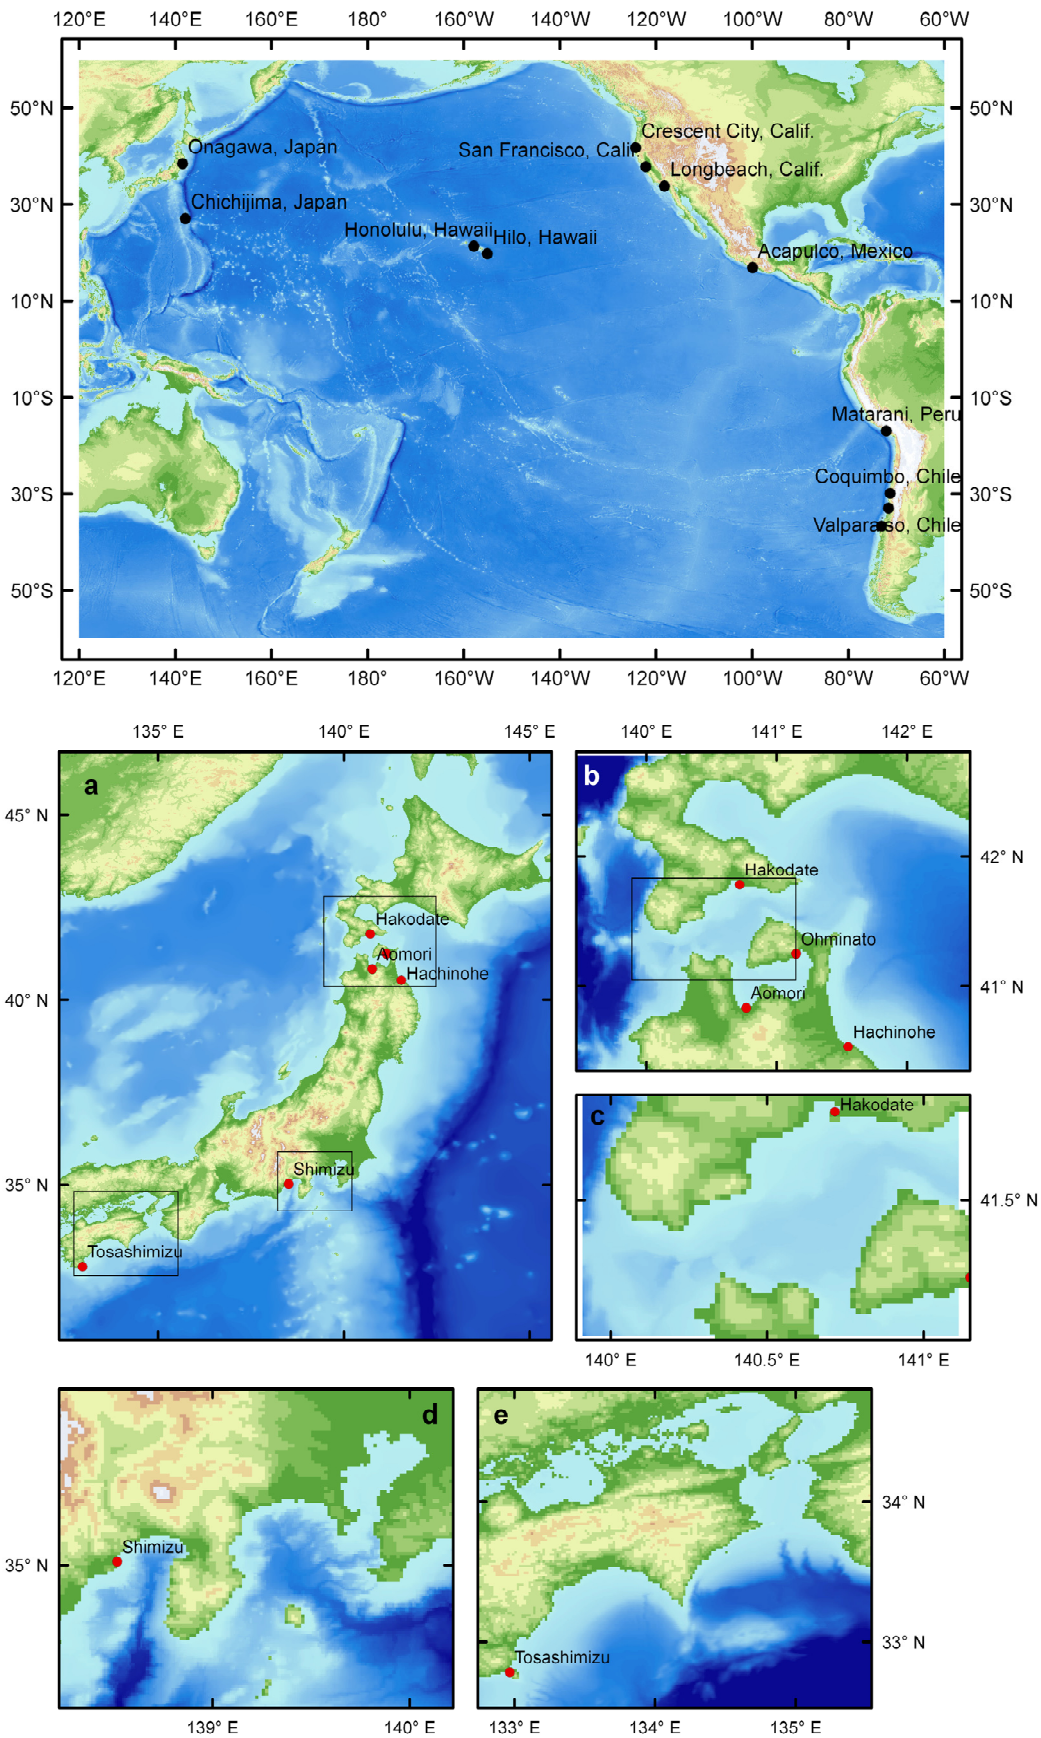 120°E 140°E 160°E 180° 160°W 140°W 120°W 100°W 80°W 60°W
50°N 50°N
Crescent City, Calif.
Onagawa, Japan
San Francisco, Calif.
Longbeach, Calif.
30°N 30°N
Chichijima, Japan
Honolulu, Hawaii
Hilo, Hawaii
Acapulco, Mexico
10°N 10°N
10°S 10°S
Matarani, Peru
Coquimbo, Chile
30°S 30°S
Valparaiso, Chile
50°S 50°S
120°E 140°E 160°E 180° 160°W 140°W 120°W 100°W 80°W 60°W
135° E 140° E 145° E
a
45° N
Hakodate
Aomori
Hachinohe
40° N
Shimizu
35° N
Tosashimizu
140° E 141° E 142° E
b
42° N
Hakodate
Ohminato
41° N
Aomori
Hachinohe
c
Hakodate
41.5° N
140° E 140.5° E 141° E
d
Shimizu
35° N
139° E 140° E
e
34° N
33° N
Tosashimizu
133° E 134° E 135° E